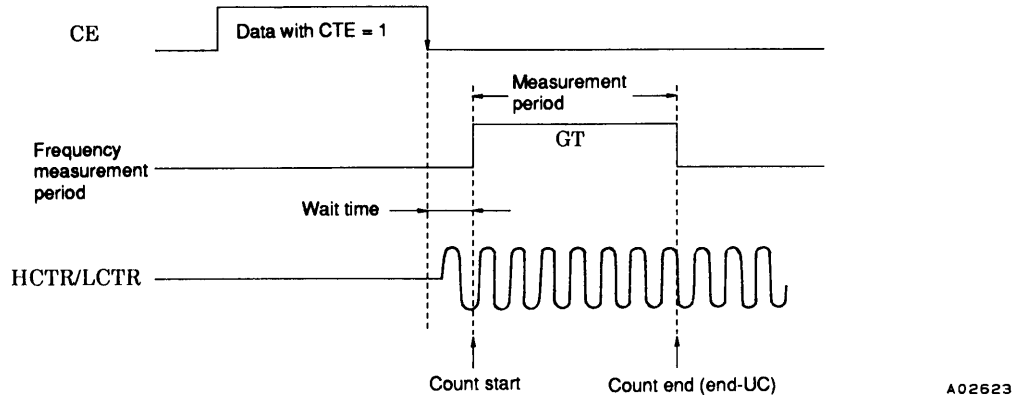 CE
Data with CTE = 1
Measurement
period
GT
Frequency
measurement
period
Wait time
HCTR/LCTR
Count start
Count end (end-UC)
A02623